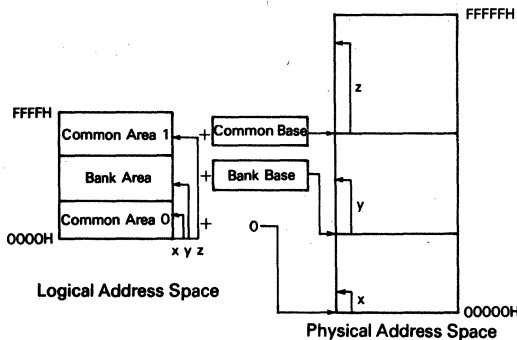 FFFFFH
z
FFFFH
Common Area 1
+
Common Base
Bank Area
+
Bank Base
y
Common Area 0
+
0
0000H
x y z
x
00000H
Logical Address Space
Physical Address Space